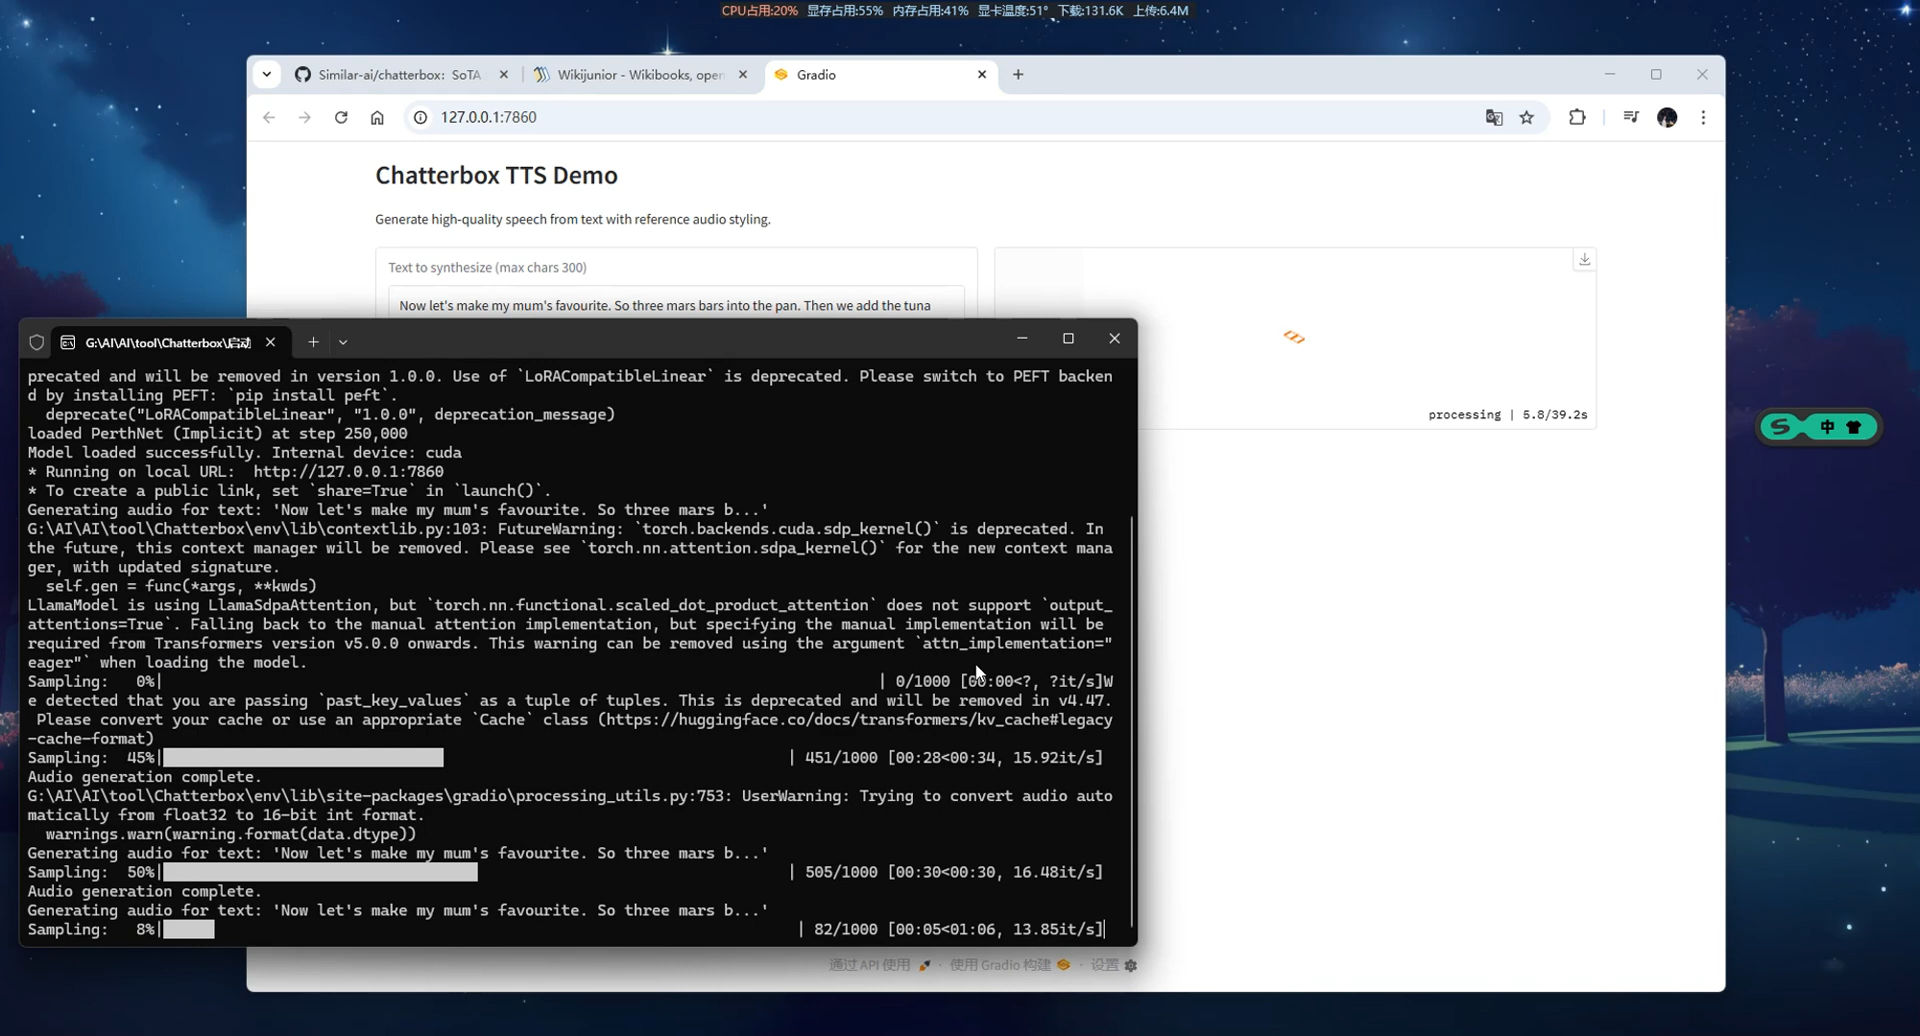 CPU占用:20% 显存占用:55% 内存占用:41% 显卡温度:51° 下载:131.6K 上传:6.4M
Similar-ai/chatterbox: SoTA
Wikijunior - Wikibooks, open
Gradio
127.0.0.1:7860
Chatterbox TTS Demo
Generate high-quality speech from text with reference audio styling.
Text to synthesize (max chars 300)
Now let's make my mum's favourite. So three mars bars into the pan. Then we add the tuna
processing | 5.8/39.2s
G:\AI\AI\tool\Chatterbox\启动
precated and will be removed in version 1.0.0. Use of `LoRACompatibleLinear` is deprecated. Please switch to PEFT backen
d by installing PEFT: `pip install peft`.
deprecate("LoRACompatibleLinear", "1.0.0", deprecation_message)
loaded PerthNet (Implicit) at step 250,000
Model loaded successfully. Internal device: cuda
* Running on local URL:  http://127.0.0.1:7860
* To create a public link, set `share=True` in `launch()`.
Generating audio for text: 'Now let's make my mum's favourite. So three mars b...'
G:\AI\AI\tool\Chatterbox\env\lib\contextlib.py:103: FutureWarning: `torch.backends.cuda.sdp_kernel()` is deprecated. In
the future, this context manager will be removed. Please see `torch.nn.attention.sdpa_kernel()` for the new context mana
ger, with updated signature.
self.gen = func(*args, **kwds)
LlamaModel is using LlamaSdpaAttention, but `torch.nn.functional.scaled_dot_product_attention` does not support `output_
attentions=True`. Falling back to the manual attention implementation, but specifying the manual implementation will be
required from Transformers version v5.0.0 onwards. This warning can be removed using the argument `attn_implementation="
eager"` when loading the model.
Sampling:   0%| | 0/1000 [00:00<?, ?it/s]W
e detected that you are passing `past_key_values` as a tuple of tuples. This is deprecated and will be removed in v4.47.
Please convert your cache or use an appropriate `Cache` class (https://huggingface.co/docs/transformers/kv_cache#legacy
-cache-format)
Sampling:  45%| | 451/1000 [00:28<00:34, 15.92it/s]
Audio generation complete.
G:\AI\AI\tool\Chatterbox\env\lib\site-packages\gradio\processing_utils.py:753: UserWarning: Trying to convert audio auto
matically from float32 to 16-bit int format.
warnings.warn(warning.format(data.dtype))
Generating audio for text: 'Now let's make my mum's favourite. So three mars b...'
Sampling:  50%| | 505/1000 [00:30<00:30, 16.48it/s]
Audio generation complete.
Generating audio for text: 'Now let's make my mum's favourite. So three mars b...'
Sampling:   8%| | 82/1000 [00:05<01:06, 13.85it/s]
通过 API 使用 · 使用 Gradio 构建 · 设置
中